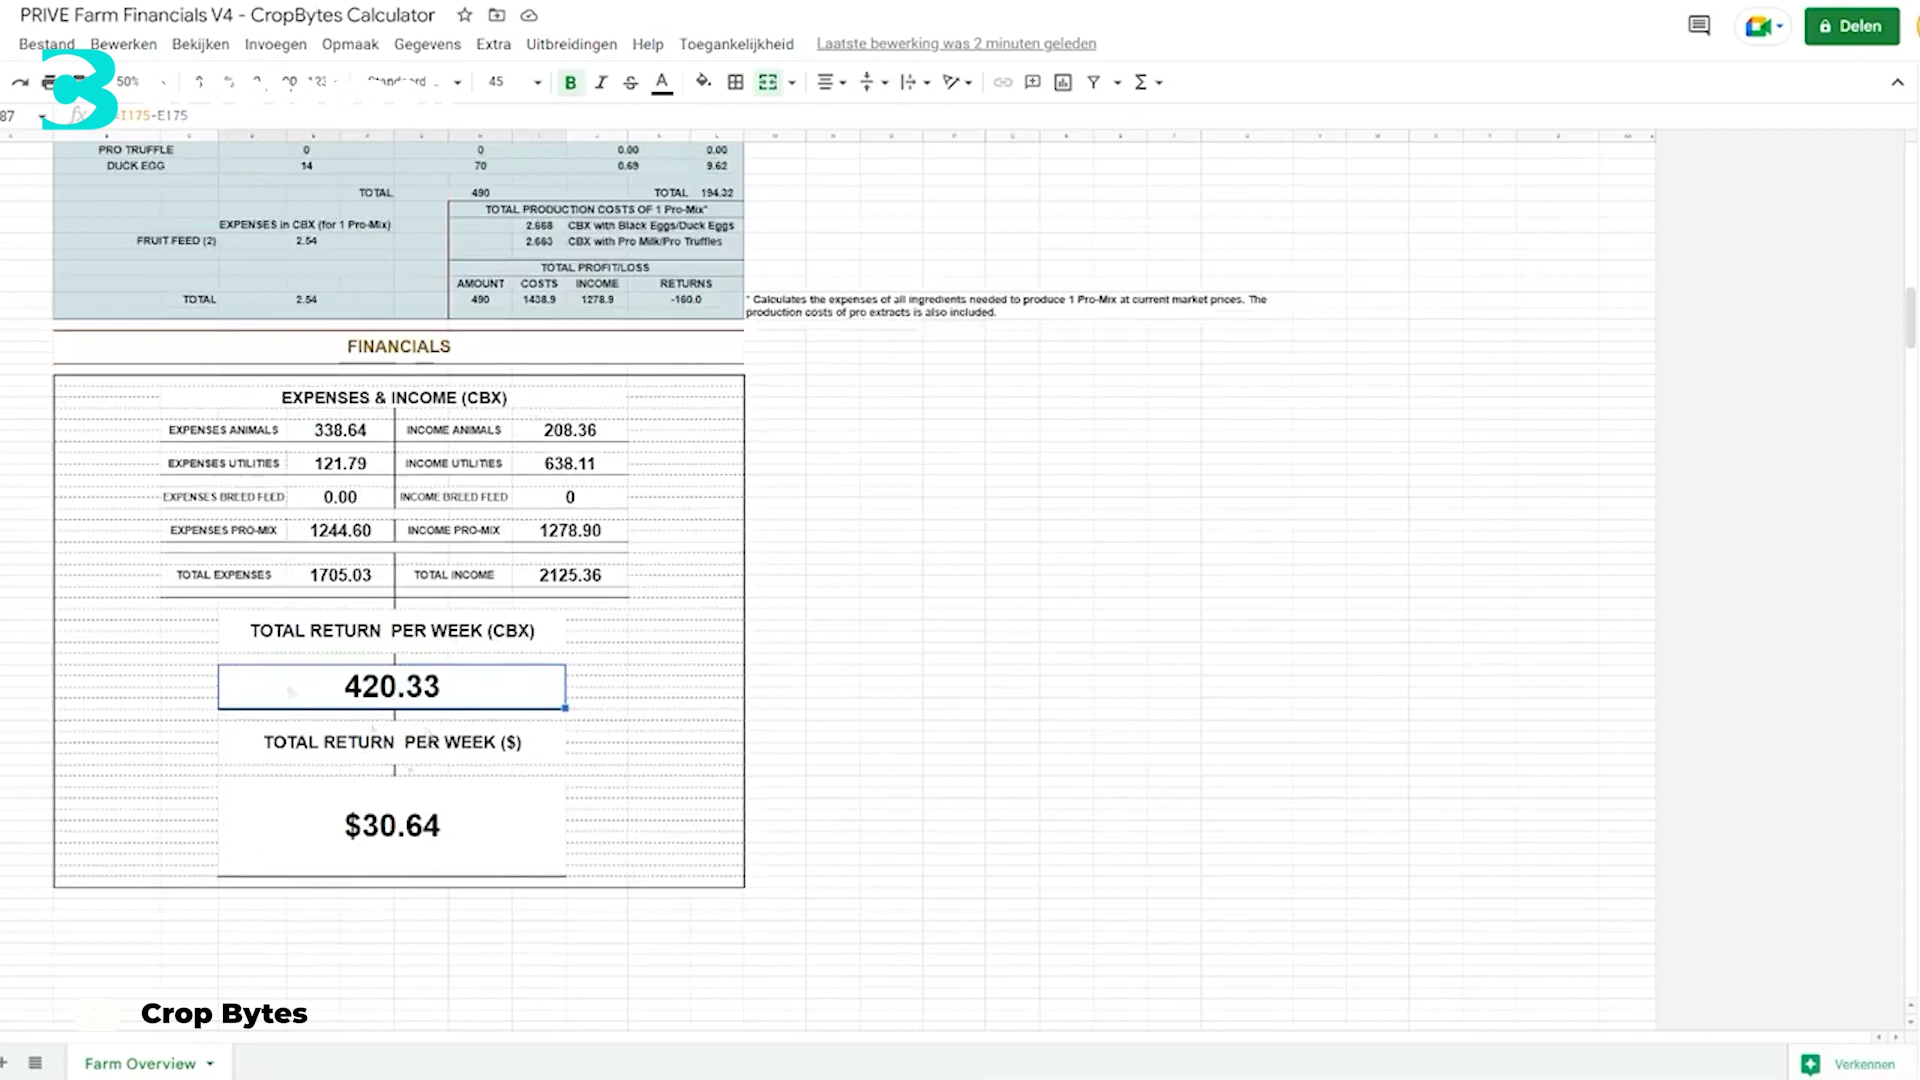 PRIVE Farm Financials V4 - CropBytes Calculator
Bestand Bewerken Bekijken Invoegen Opmaak Gegevens Extra Uitbreidingen Help Toegankelijkheid Laatste bewerking was 2 minuten geleden
Delen
3
50% 123 Standaard 45 B I S A Σ
87 fx I175-E175
PRO TRUFFLE 0 0 0.00 0.00
DUCK EGG 14 70 0.69 9.62
TOTAL 490 TOTAL 194.22
TOTAL PRODUCTION COSTS OF 1 Pro-Mix*
EXPENSES in CBX (for 1 Pro-Mix) 2.668 CBX with Black Eggs/Duck Eggs
FRUIT FEED (2) 2.54 2.663 CBX with Pro Milk/Pro Truffles
TOTAL PROFIT/LOSS
AMOUNT COSTS INCOME RETURNS
TOTAL 2.54 490 1438.9 1278.9 -160.0
* Calculates the expenses of all ingredients needed to produce 1 Pro-Mix at current market prices. The
production costs of pro extracts is also included.
FINANCIALS
EXPENSES & INCOME (CBX)
EXPENSES ANIMALS 338.64 INCOME ANIMALS 208.36
EXPENSES UTILITIES 121.79 INCOME UTILITIES 638.11
EXPENSES BREED FEED 0.00 INCOME BREED FEED 0
EXPENSES PRO-MIX 1244.60 INCOME PRO-MIX 1278.90
TOTAL EXPENSES 1705.03 TOTAL INCOME 2125.36
TOTAL RETURN PER WEEK (CBX)
420.33
TOTAL RETURN PER WEEK ($)
$30.64
Crop Bytes
Farm Overview
Verkennen